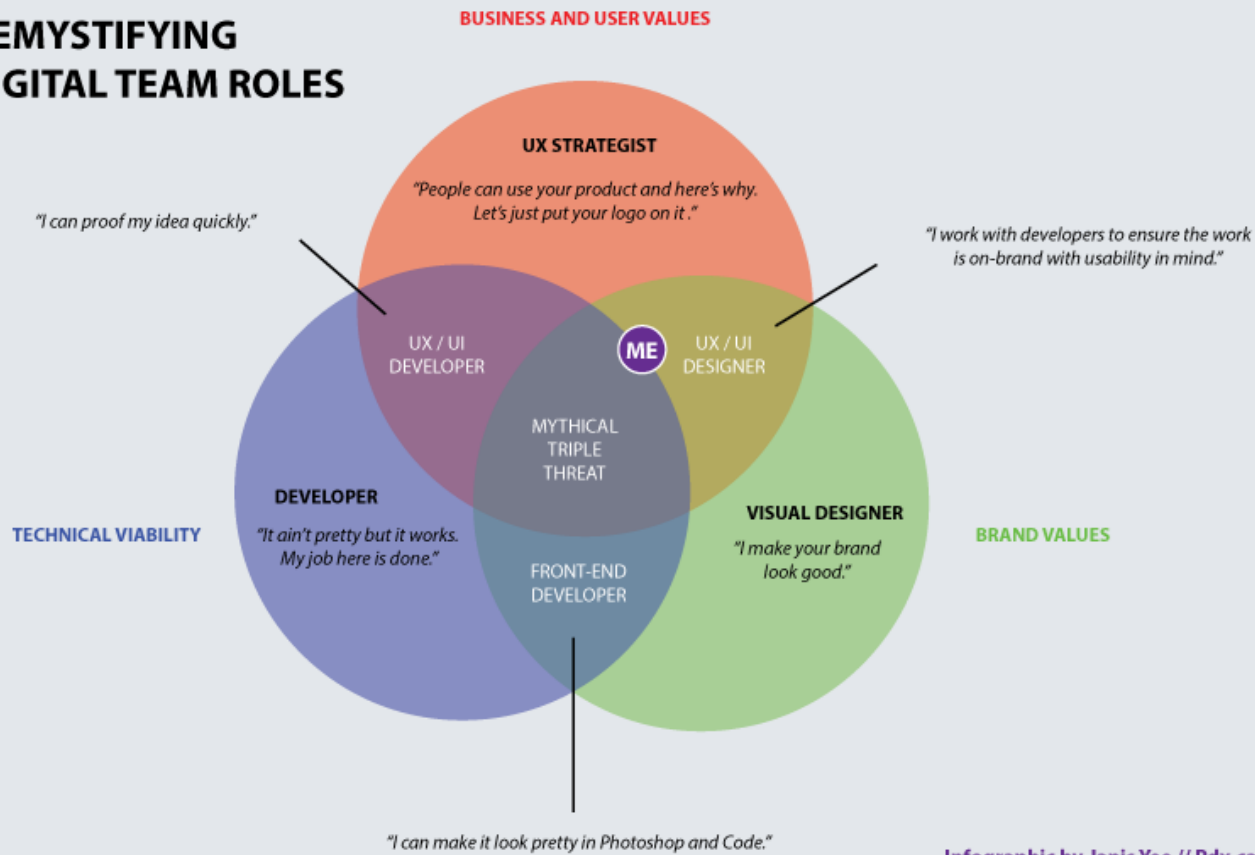 BUSINESS AND USER VALUES
EMYSTIFYING
GITAL TEAM ROLES
UX STRATEGIST
“People can use your product and here’s why.
Let’s just put your logo on it .”
“I can proof my idea quickly.”
“I work with developers to ensure the work
is on-brand with usability in mind.”
UX / UI
DEVELOPER
ME
UX / UI
DESIGNER
MYTHICAL
TRIPLE
THREAT
DEVELOPER
“It ain’t pretty but it works.
My job here is done.”
TECHNICAL VIABILITY
VISUAL DESIGNER
“I make your brand
look good.”
BRAND VALUES
FRONT-END
DEVELOPER
“I can make it look pretty in Photoshop and Code.”